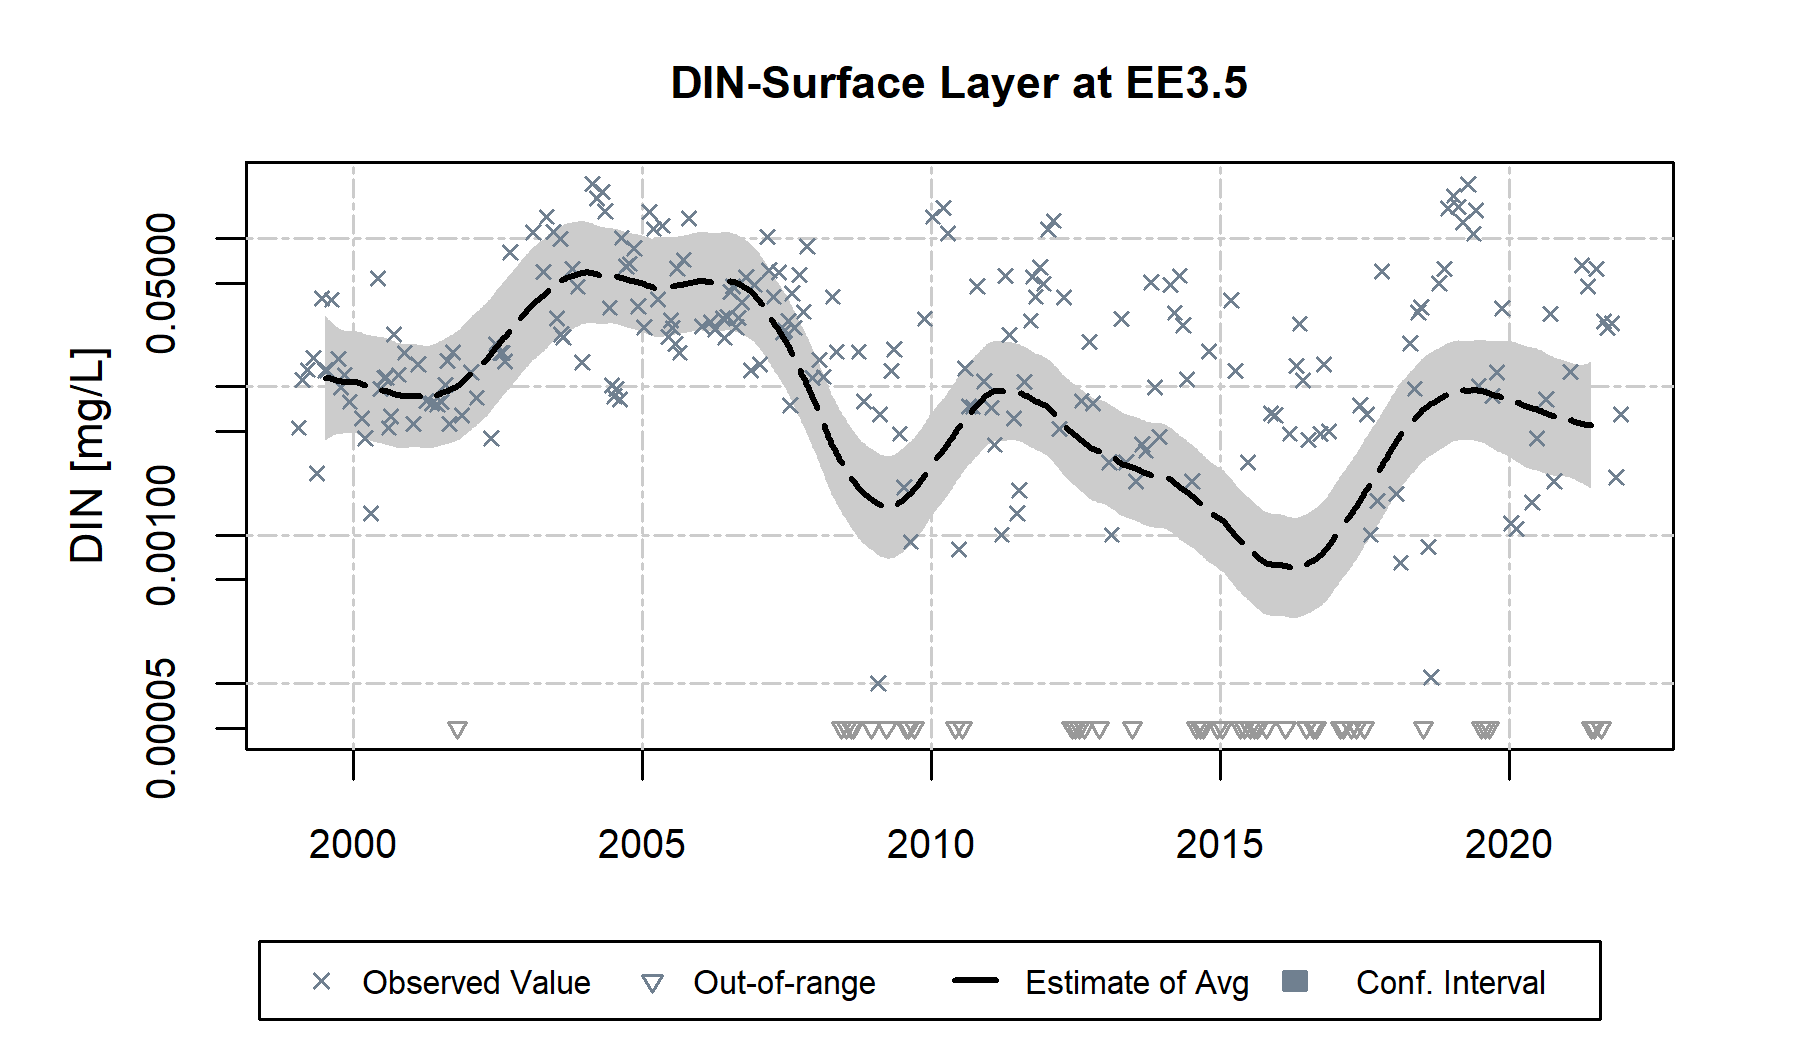 DIN-Surface Layer at EE3.5
DIN [mg/L]
0.05000
0.00100
0.00005
2000 2005 2010 2015 2020
Observed Value Out-of-range Estimate of Avg Conf. Interval